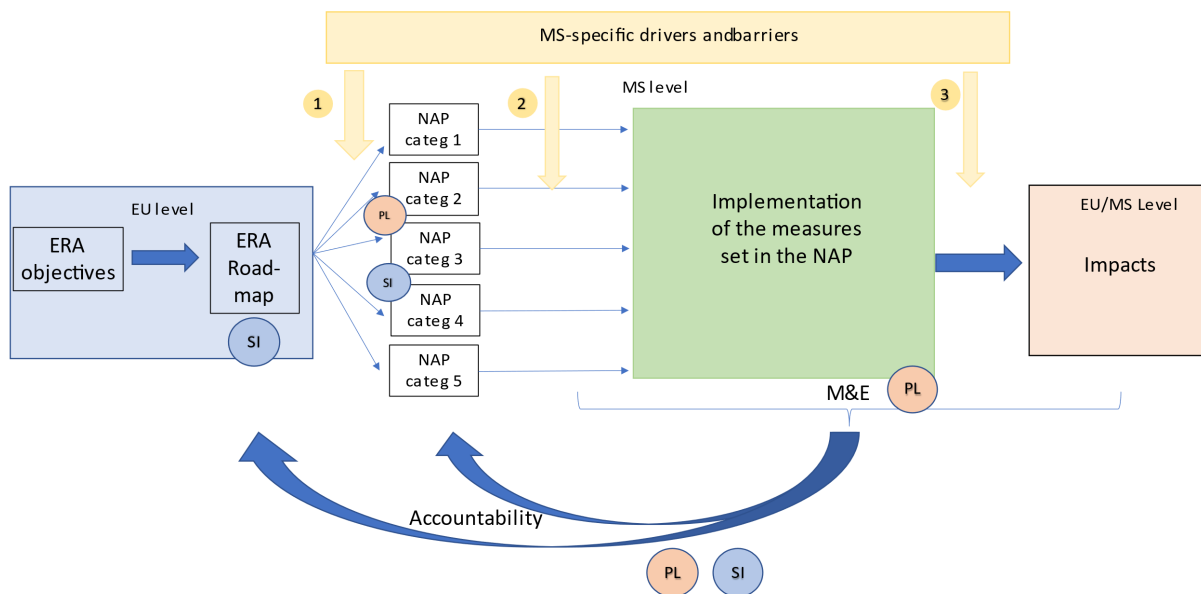 MS-specific drivers andbarriers
MS level
1
2
3
NAP
categ 1
NAP
categ 2
PL
NAP
categ 3
SI
NAP
categ 4
NAP
categ 5
EU level
ERA
objectives
ERA
Road-
map
SI
Implementation
of the measures
set in the NAP
EU/MS Level
Impacts
M&E
PL
Accountability
PL
SI